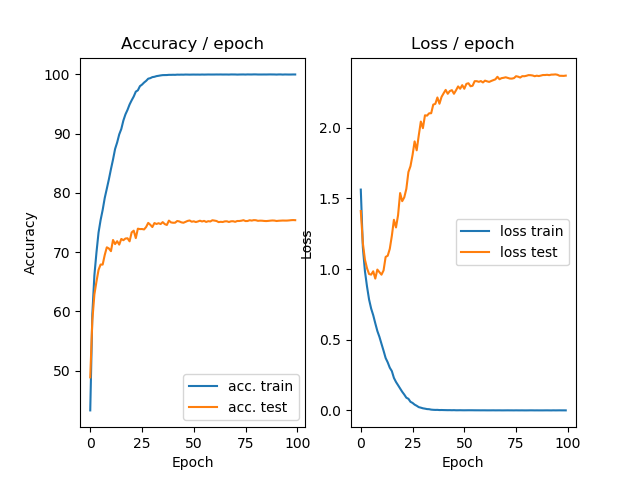 Accuracy / epoch
100
90
80
70
60
50
Accuracy
0
25
50
75
100
Epoch
acc. train
acc. test
Loss / epoch
2.0
1.5
1.0
0.5
0.0
Loss
0
25
50
75
100
Epoch
loss train
loss test